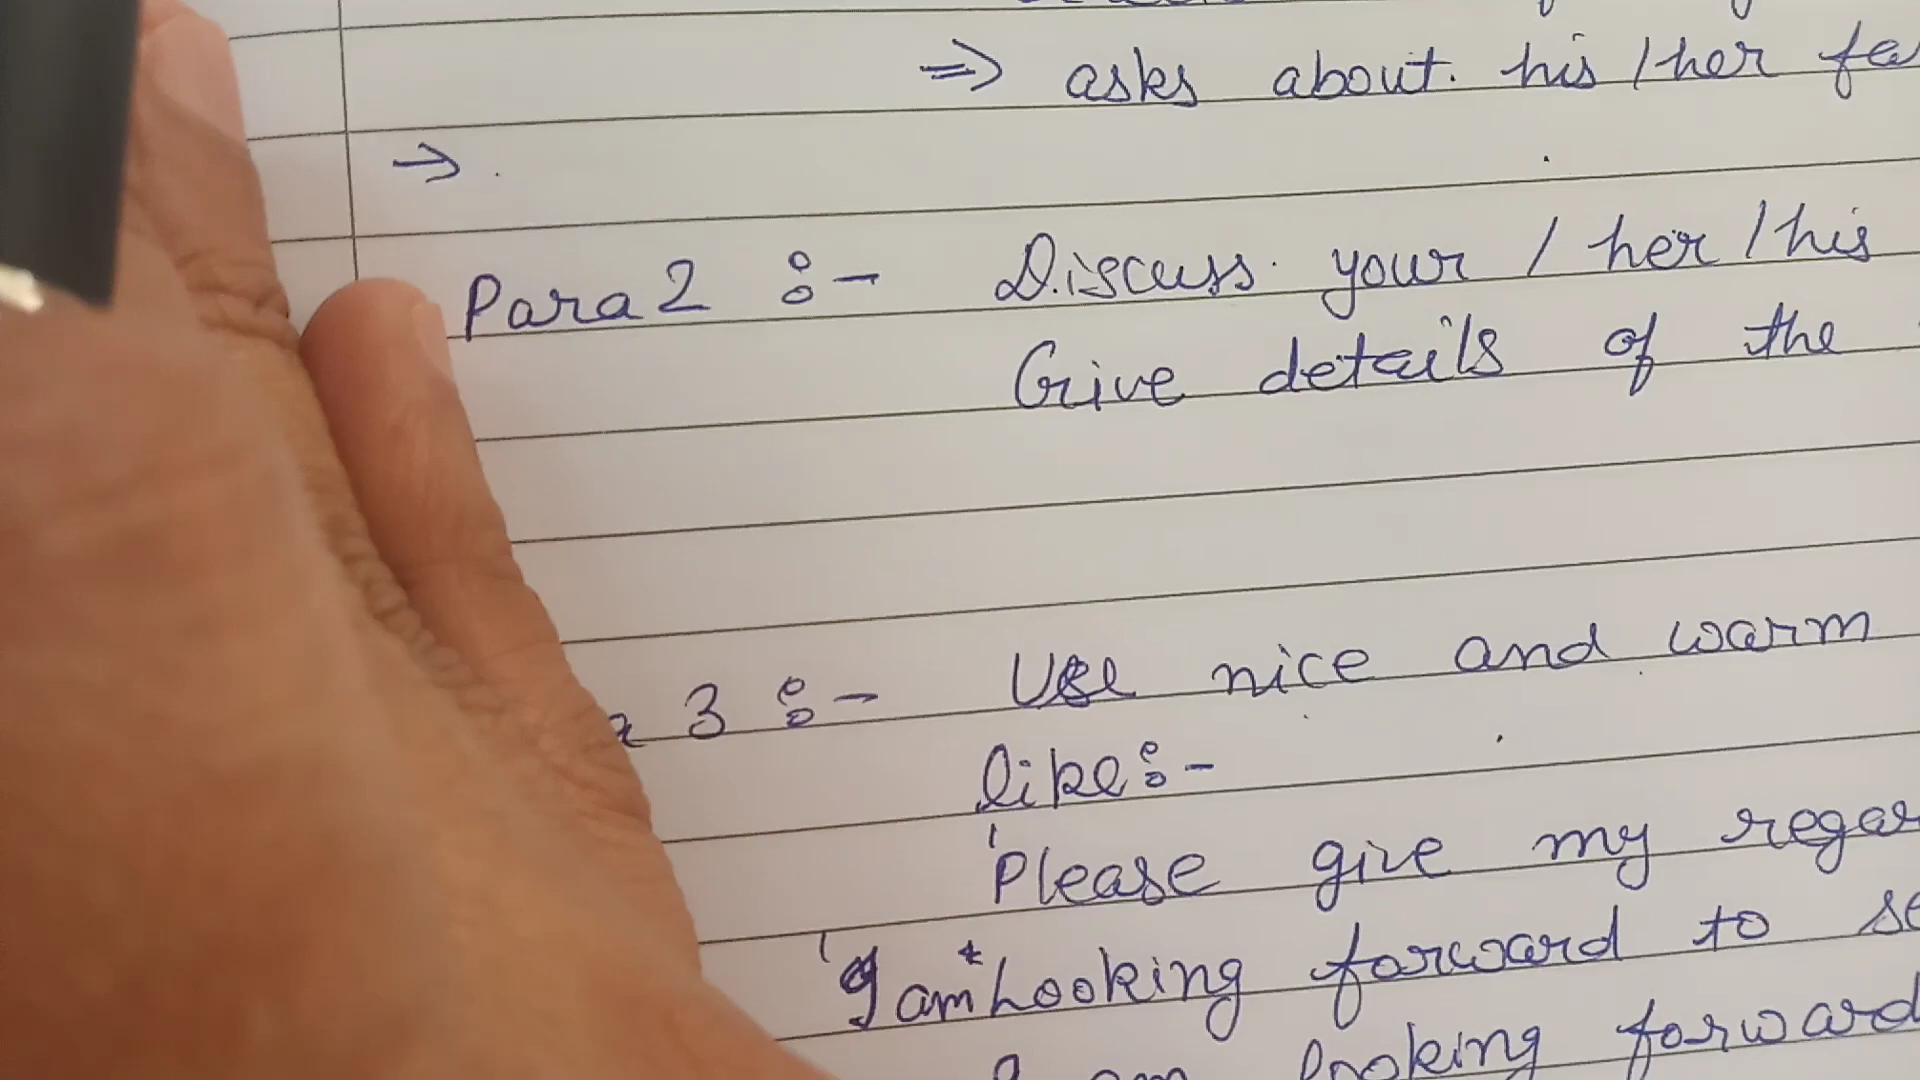 ⇒ asks about. his / her
→ .
Para 2 :- Discuss. your / her / his
Give details of the
3 :- Use nice and warm
like :-
'Please give my
'I am Looking forward to
looking forward